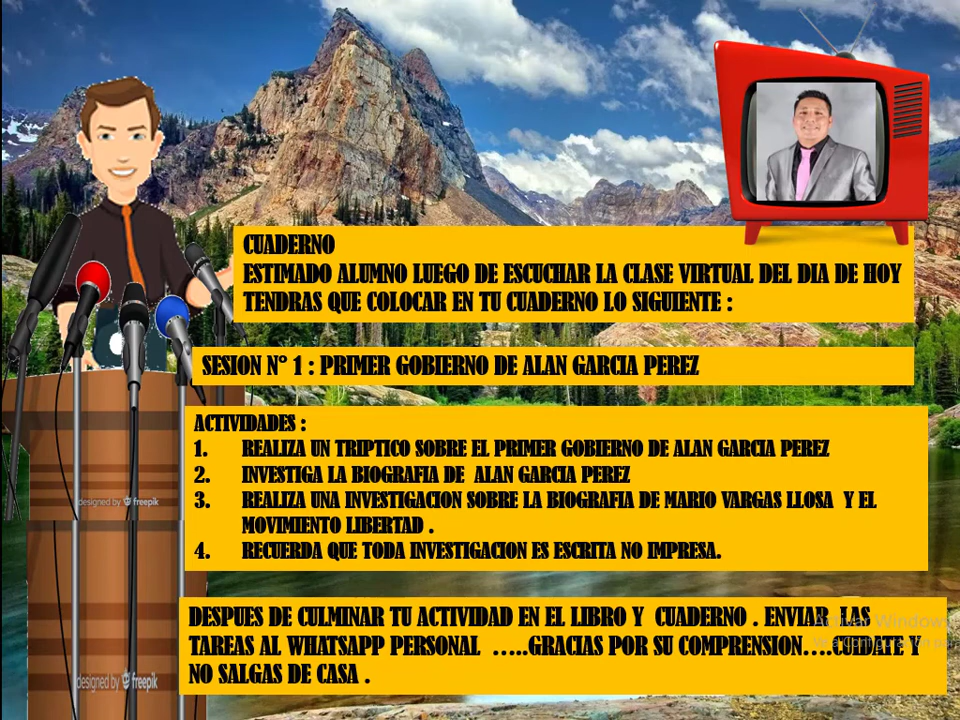 CUADERNO
ESTIMADO ALUMNO LUEGO DE ESCUCHAR LA CLASE VIRTUAL DEL DIA DE HOY
TENDRAS QUE COLOCAR EN TU CUADERNO LO SIGUIENTE :
SESION N° 1 : PRIMER GOBIERNO DE ALAN GARCIA PEREZ
ACTIVIDADES :
1. REALIZA UN TRIPTICO SOBRE EL PRIMER GOBIERNO DE ALAN GARCIA PEREZ
2. INVESTIGA LA BIOGRAFIA DE ALAN GARCIA PEREZ
3. REALIZA UNA INVESTIGACION SOBRE LA BIOGRAFIA DE MARIO VARGAS LLOSA Y EL
MOVIMIENTO LIBERTAD .
4. RECUERDA QUE TODA INVESTIGACION ES ESCRITA NO IMPRESA.
designed by freepik
DESPUES DE CULMINAR TU ACTIVIDAD EN EL LIBRO Y CUADERNO . ENVIAR LAS
TAREAS AL WHATSAPP PERSONAL …..GRACIAS POR SU COMPRENSION….CUIDATE Y
NO SALGAS DE CASA .
designed by freepik
Activar Windows